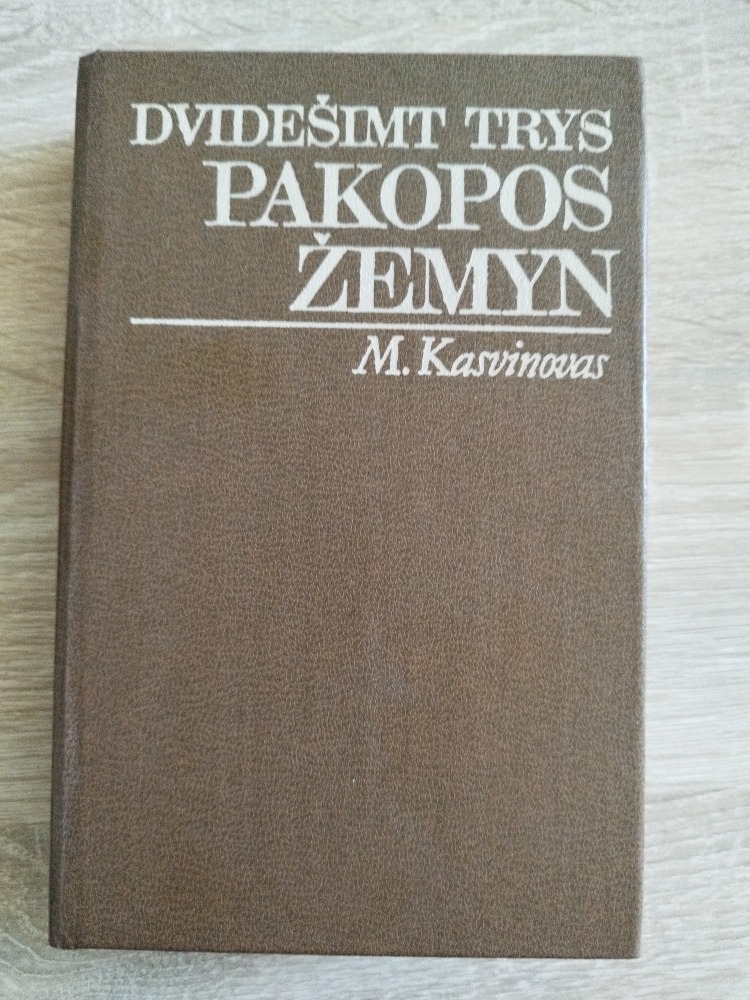 DVIDEŠIMT TRYS
PAKOPOS
ŽEMYN
M. Kasvinovas